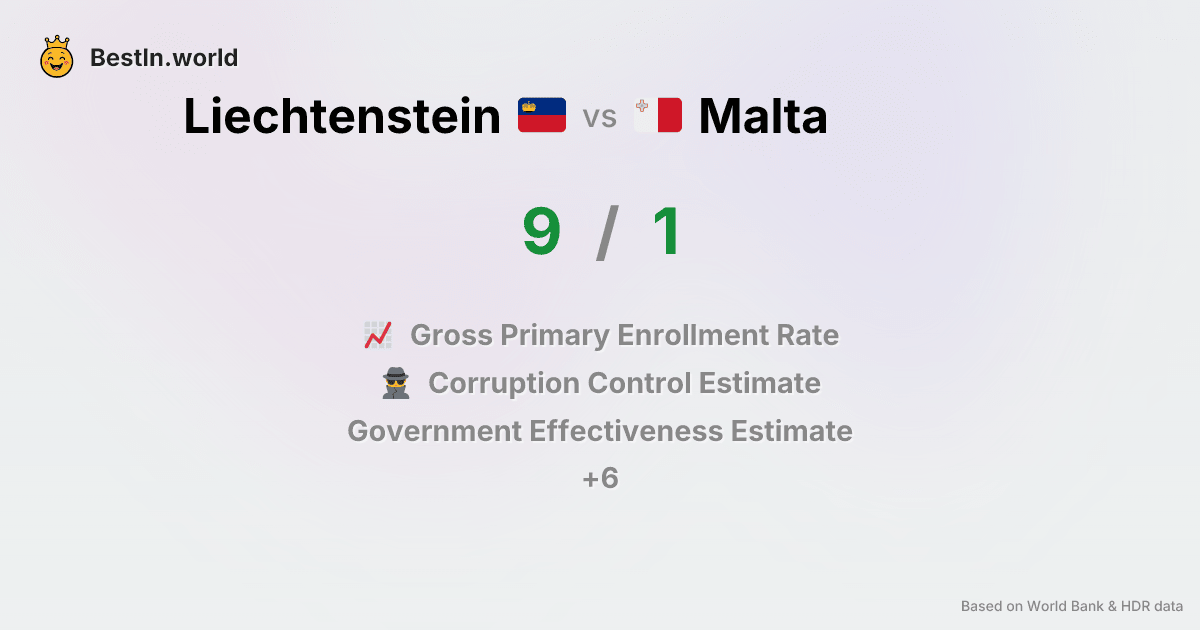 BestIn.world
Liechtenstein vs Malta
9 / 1
Gross Primary Enrollment Rate
Corruption Control Estimate
Government Effectiveness Estimate
+6
Based on World Bank & HDR data